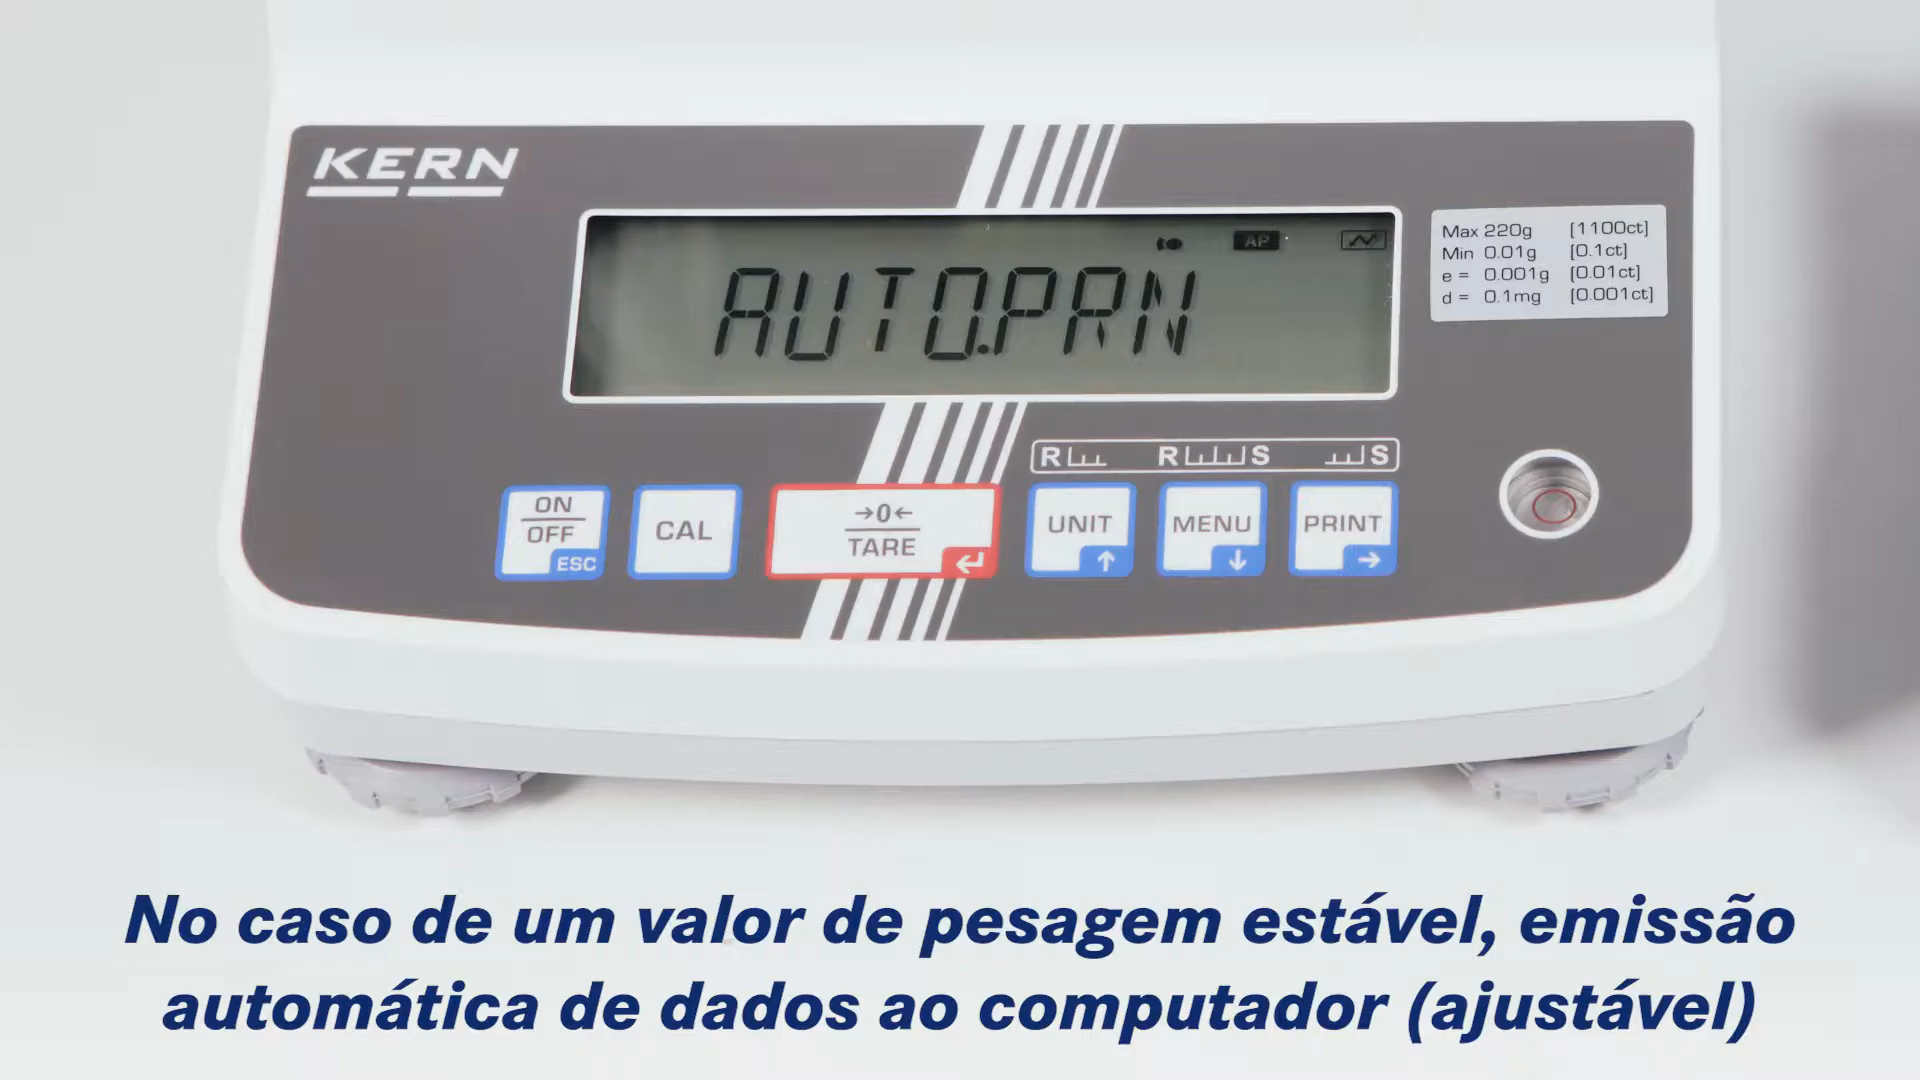 KERN
AP
AUTO.PRN
Max 220g [1100ct]
Min 0.01g [0.1ct]
e = 0.001g [0.01ct]
d = 0.1mg [0.001ct]
R R S S
ON
OFF
ESC
CAL
→0←
TARE
UNIT
MENU
PRINT
No caso de um valor de pesagem estável, emissão
automática de dados ao computador (ajustável)